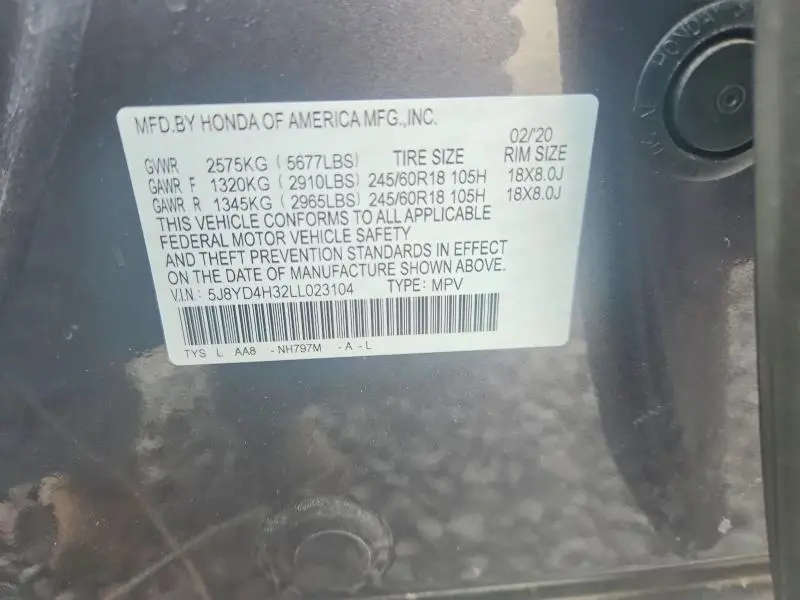 MFD.BY HONDA OF AMERICA MFG.,INC.
02/'20
GVWR 2575KG ( 5677LBS) TIRE SIZE RIM SIZE
GAWR F 1320KG ( 2910LBS) 245/60R18 105H 18X8.0J
GAWR R 1345KG ( 2965LBS) 245/60R18 105H 18X8.0J
THIS VEHICLE CONFORMS TO ALL APPLICABLE
FEDERAL MOTOR VEHICLE SAFETY
AND THEFT PREVENTION STANDARDS IN EFFECT
ON THE DATE OF MANUFACTURE SHOWN ABOVE.
V.I.N.: 5J8YD4H32LL023104 TYPE: MPV
TYS L AA8 -NH797M -A-L